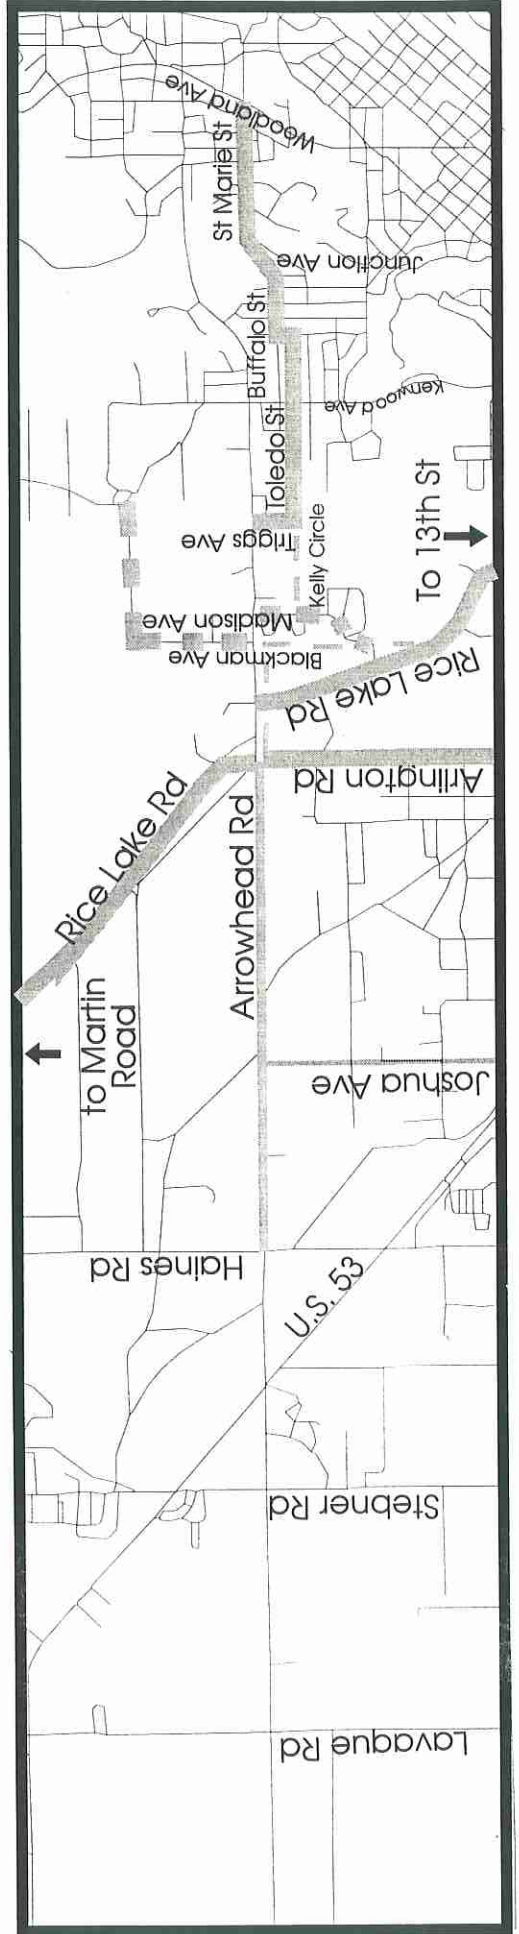 Woodland Ave
St Marie St
Junction Ave
Buffalo St
Kenwood Ave
Toledo St
To 13th St
Triggs Ave
Kelly Circle
Madison Ave
Blackman Ave
Rice Lake Rd
Arlington Rd
Rice Lake Rd
Arrowhead Rd
to Martin
Road
Joshua Ave
Haines Rd
U.S. 53
Stebner Rd
Lavaque Rd